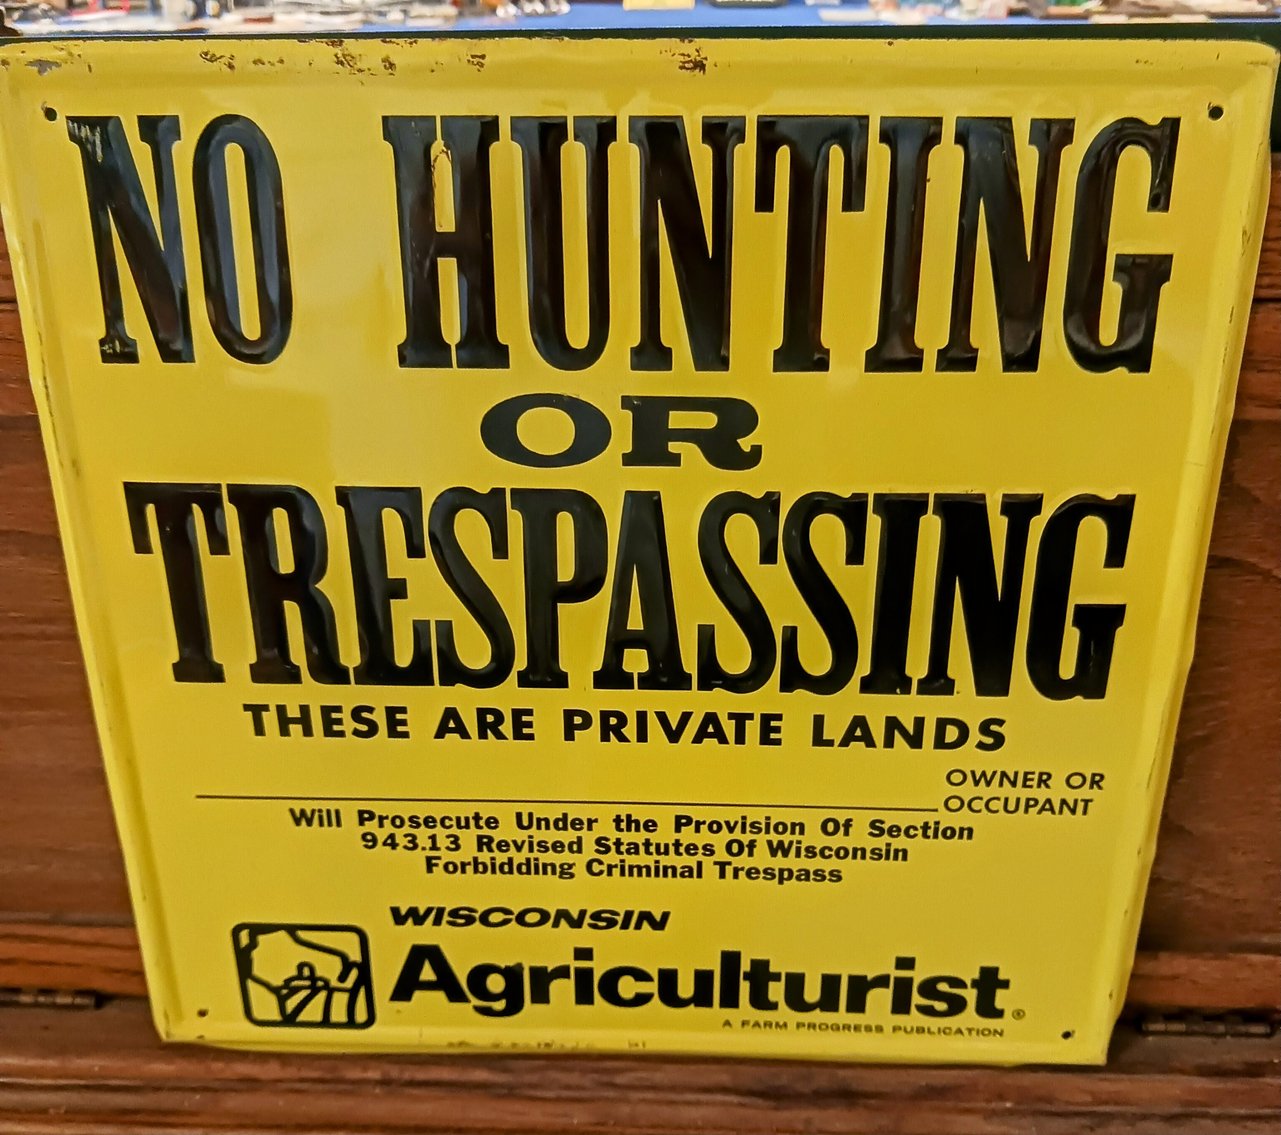 NO HUNTING
OR
TRESPASSING
THESE ARE PRIVATE LANDS
OWNER OR
OCCUPANT
Will Prosecute Under the Provision Of Section
943.13 Revised Statutes Of Wisconsin
Forbidding Criminal Trespass
WISCONSIN
Agriculturist®
A FARM PROGRESS PUBLICATION